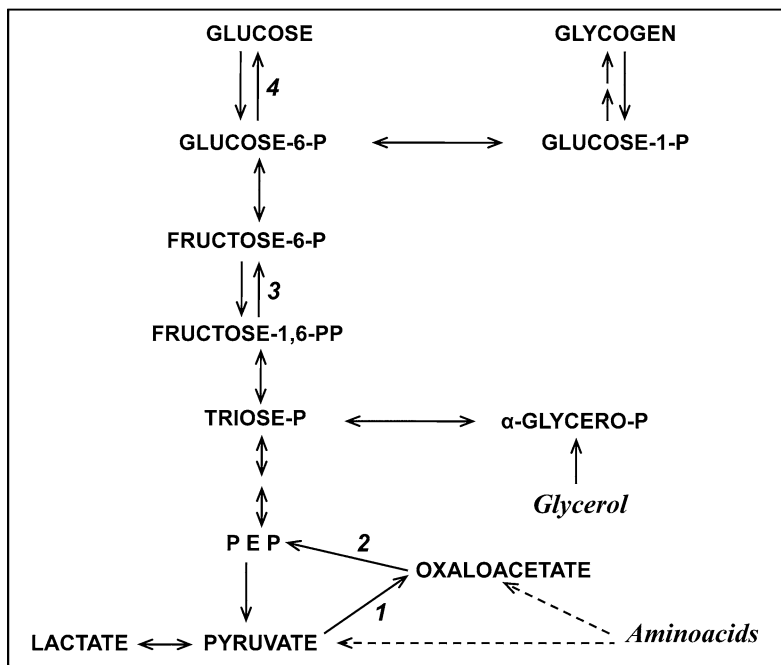 GLUCOSE GLYCOGEN
4
GLUCOSE-6-P GLUCOSE-1-P
FRUCTOSE-6-P
3
FRUCTOSE-1,6-PP
TRIOSE-P α-GLYCERO-P
Glycerol
P E P 2
OXALOACETATE
1
LACTATE PYRUVATE Aminoacids